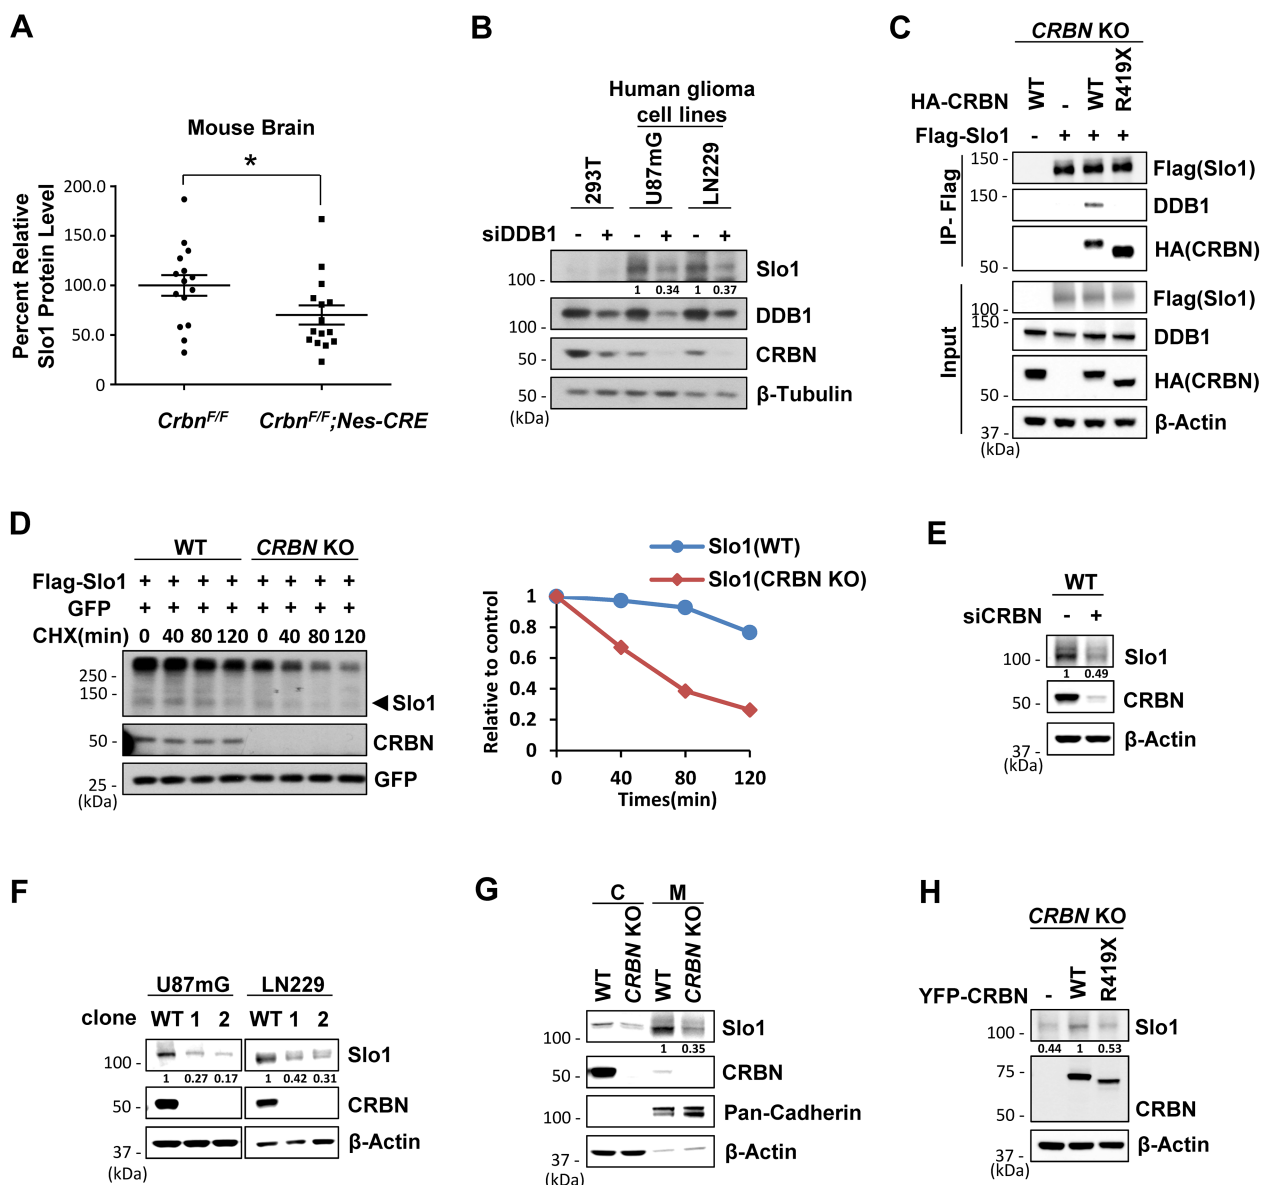 A
Mouse Brain
*
Percent Relative
Slo1 Protein Level
200.0
150.0
100.0
50.0
0
CrbnF/F
CrbnF/F;Nes-CRE
B
Human glioma
cell lines
293T
U87mG
LN229
siDDB1 - + - + - +
100 -
Slo1
1 0.34 1 0.37
100 -
DDB1
50 -
CRBN
50 -
β-Tubulin
(kDa)
C
CRBN KO
HA-CRBN WT - WT R419X
Flag-Slo1 - + + +
IP- Flag
150 -
Flag(Slo1)
150 -
DDB1
HA(CRBN)
50 -
Input
Flag(Slo1)
100 -
150 -
DDB1
HA(CRBN)
50 -
β-Actin
37 -
(kDa)
D
WT CRBN KO
Flag-Slo1 + + + + + + + +
GFP + + + + + + + +
CHX(min) 0 40 80 120 0 40 80 120
250 -
150 -
Slo1
50 -
CRBN
25 -
GFP
(kDa)
Slo1(WT)
Slo1(CRBN KO)
Relative to control
1
0.8
0.6
0.4
0.2
0
0 40 80 120
Times(min)
E
WT
siCRBN - +
100 -
Slo1
1 0.49
50 -
CRBN
β-Actin
37 -
(kDa)
F
U87mG LN229
clone WT 1 2 WT 1 2
100 -
Slo1
1 0.27 0.17 1 0.42 0.31
50 -
CRBN
β-Actin
37 -
(kDa)
G
C M
WT CRBN KO WT CRBN KO
100 -
Slo1
1 0.35
50 -
CRBN
100 -
Pan-Cadherin
37 -
β-Actin
(kDa)
H
CRBN KO
YFP-CRBN - WT R419X
100 -
Slo1
0.44 1 0.53
75 -
50 -
CRBN
β-Actin
37 -
(kDa)